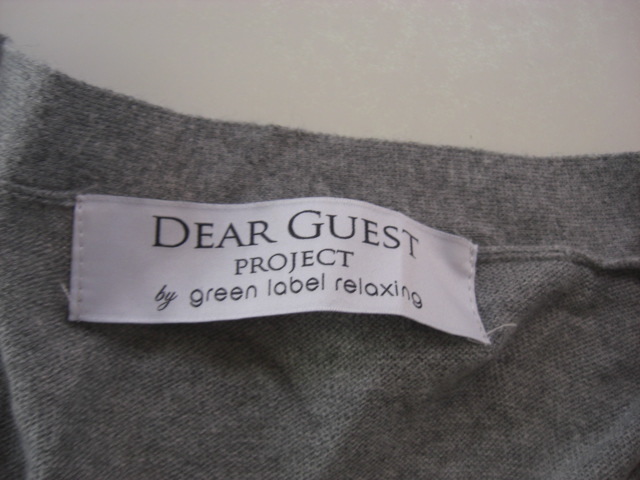 DEAR GUEST
PROJECT
by green label relaxing